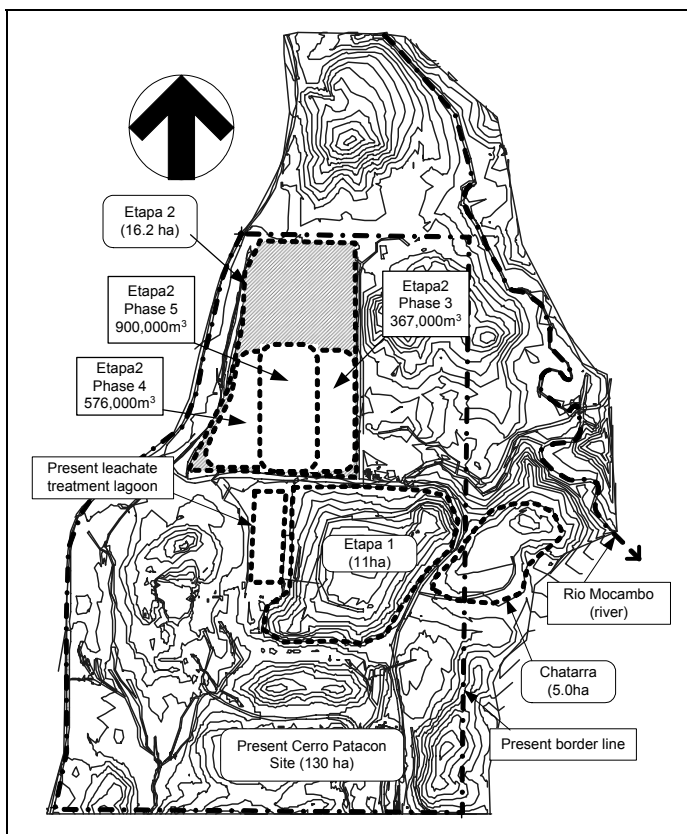 Etapa 2
(16.2 ha)
Etapa2
Phase 5
900,000m³
Etapa2
Phase 3
367,000m³
Etapa2
Phase 4
576,000m³
Present leachate
treatment lagoon
Etapa 1
(11ha)
Rio Mocambo
(river)
Chatarra
(5.0ha
Present border line
Present Cerro Patacon
Site (130 ha)